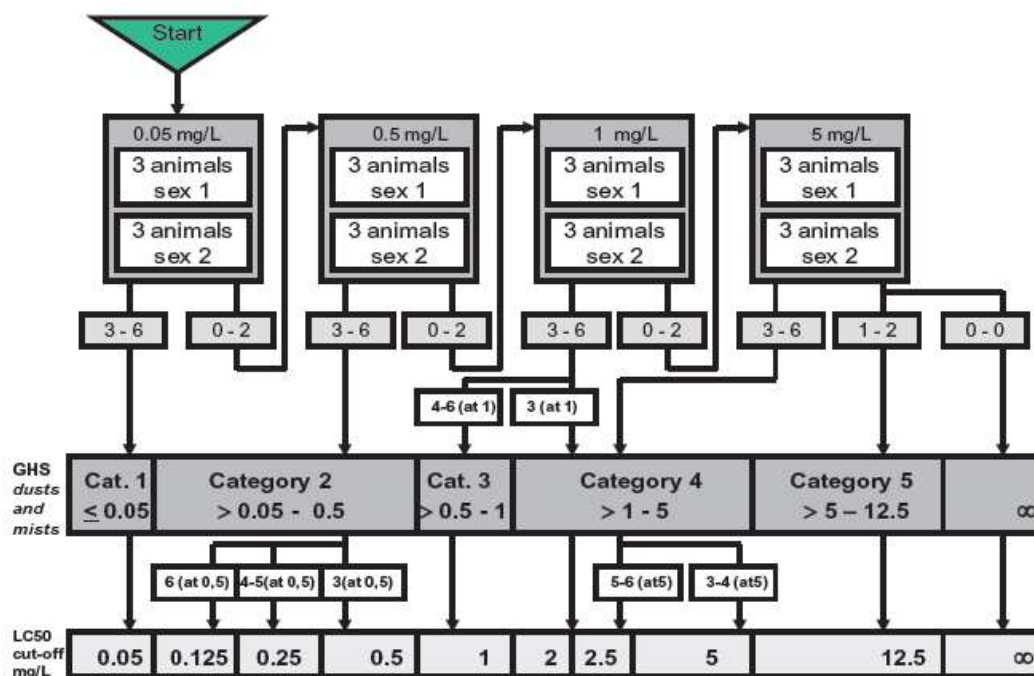 Start
0.05 mg/L
0.5 mg/L
1 mg/L
5 mg/L
3 animals
sex 1
3 animals
sex 1
3 animals
sex 1
3 animals
sex 1
3 animals
sex 2
3 animals
sex 2
3 animals
sex 2
3 animals
sex 2
3 - 6
0 - 2
3 - 6
0 - 2
3 - 6
0 - 2
3 - 6
1 - 2
0 - 0
4-6 (at 1)
3 (at 1)
GHS
dusts
and
mists
Cat. 1
≤ 0.05
Category 2
> 0.05 - 0.5
Cat. 3
> 0.5 - 1
Category 4
> 1 - 5
Category 5
> 5 – 12.5
∞
6 (at 0,5)
4-5(at 0,5)
3(at 0,5)
5-6 (at5)
3-4 (at5)
LC50
cut-off
mg/L
0.05
0.125
0.25
0.5
1
2
2.5
5
12.5
∞